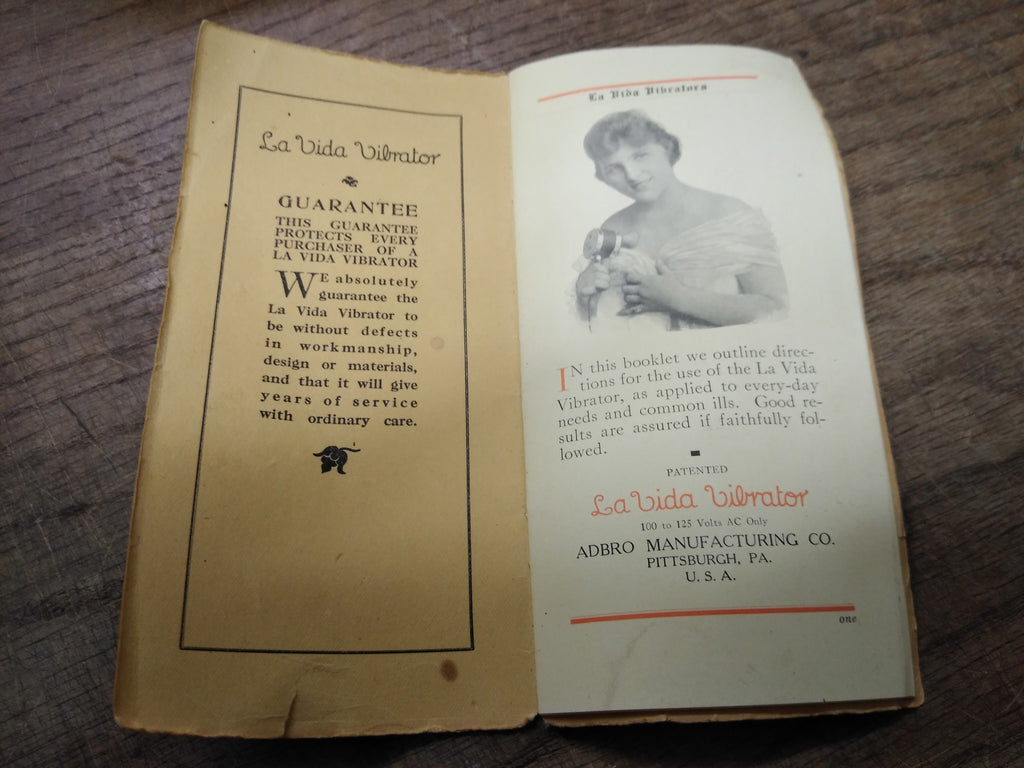 La Vida Vibrator
GUARANTEE
THIS GUARANTEE
PROTECTS EVERY
PURCHASER OF A
LA VIDA VIBRATOR
WE absolutely
guarantee the
La Vida Vibrator to
be without defects
in workmanship,
design or materials,
and that it will give
years of service
with ordinary care.
La Vida Vibrators
IN this booklet we outline direc-
tions for the use of the La Vida
Vibrator, as applied to every-day
needs and common ills. Good re-
sults are assured if faithfully fol-
lowed.
PATENTED
La Vida Vibrator
100 to 125 Volts AC Only
ADBRO MANUFACTURING CO.
PITTSBURGH, PA.
U. S. A.
one